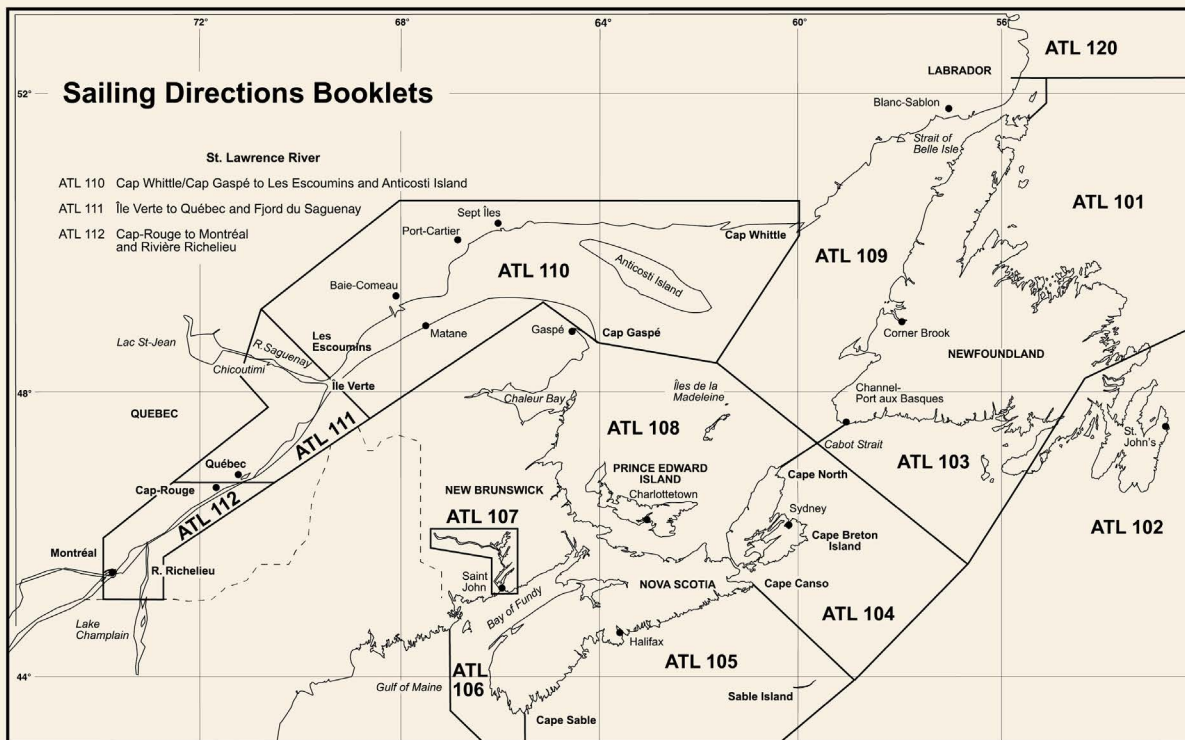 72°
68°
64°
60°
56°
ATL 120
LABRADOR
52°
Sailing Directions Booklets
Blanc-Sablon
Strait of
Belle Isle
St. Lawrence River
ATL 110 Cap Whittle/Cap Gaspé to Les Escoumins and Anticosti Island
ATL 111 Île Verte to Québec and Fjord du Saguenay
ATL 112 Cap-Rouge to Montréal
and Rivière Richelieu
ATL 101
Sept Îles
Port-Cartier
Cap Whittle
ATL 109
ATL 110
Anticosti Island
Baie-Comeau
Matane
Gaspé
Cap Gaspé
Corner Brook
Les
Escoumins
Lac St-Jean
R.Saguenay
Chicoutimi
NEWFOUNDLAND
Île Verte
48°
Îles de la
Madeleine
Channel-
Port aux Basques
Chaleur Bay
QUEBEC
ATL 111
ATL 108
St.
John's
Cabot Strait
ATL 103
Québec
Cap-Rouge
PRINCE EDWARD
ISLAND
Charlottetown
Cape North
NEW BRUNSWICK
ATL 112
ATL 107
Sydney
ATL 102
Cape Breton
Island
Montréal
R. Richelieu
Saint
John
NOVA SCOTIA
Cape Canso
Bay of Fundy
ATL 104
Lake
Champlain
Halifax
ATL 105
44°
Gulf of Maine
ATL
106
Sable Island
Cape Sable